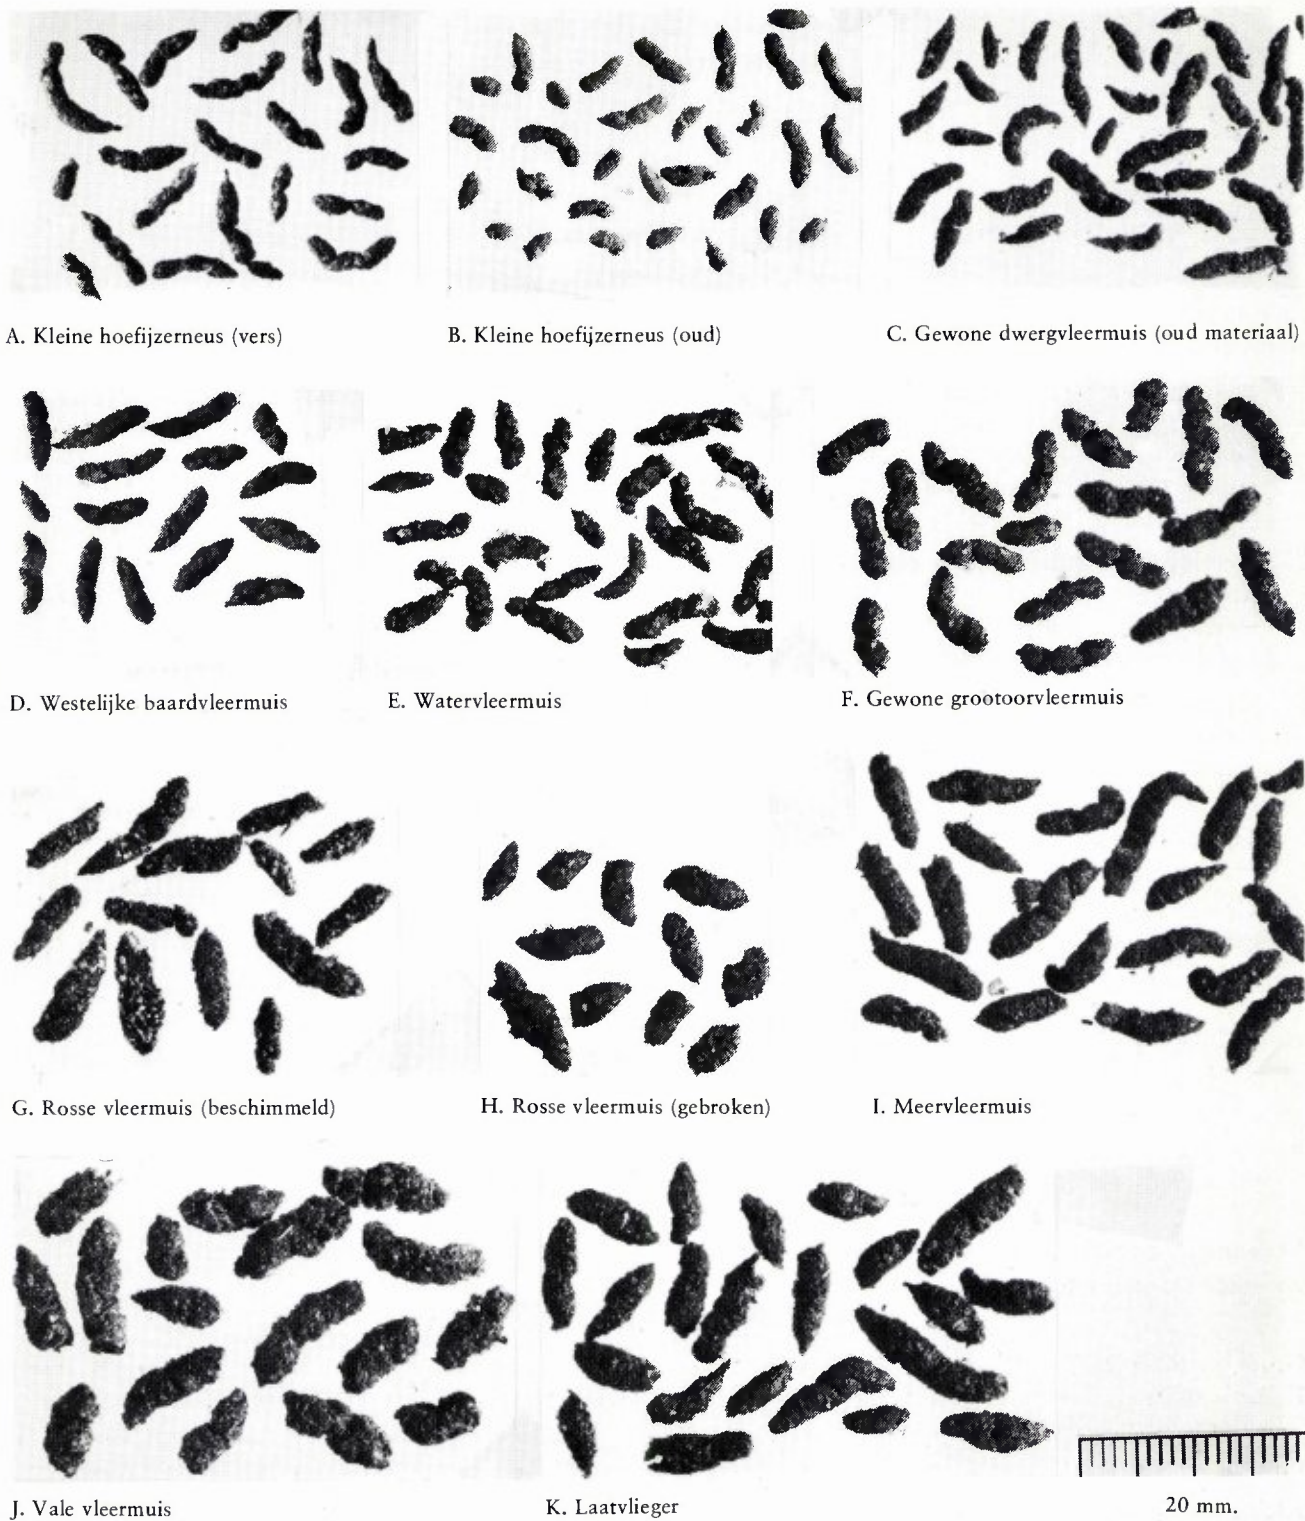 A. Kleine hoefijzerneus (vers)
B. Kleine hoefijzerneus (oud)
C. Gewone dwergvleermuis (oud materiaal)
D. Westelijke baardvleermuis
E. Watervleermuis
F. Gewone grootoorvleermuis
G. Rosse vleermuis (beschimmeld)
H. Rosse vleermuis (gebroken)
I. Meervleermuis
J. Vale vleermuis
K. Laatvlieger
20 mm.